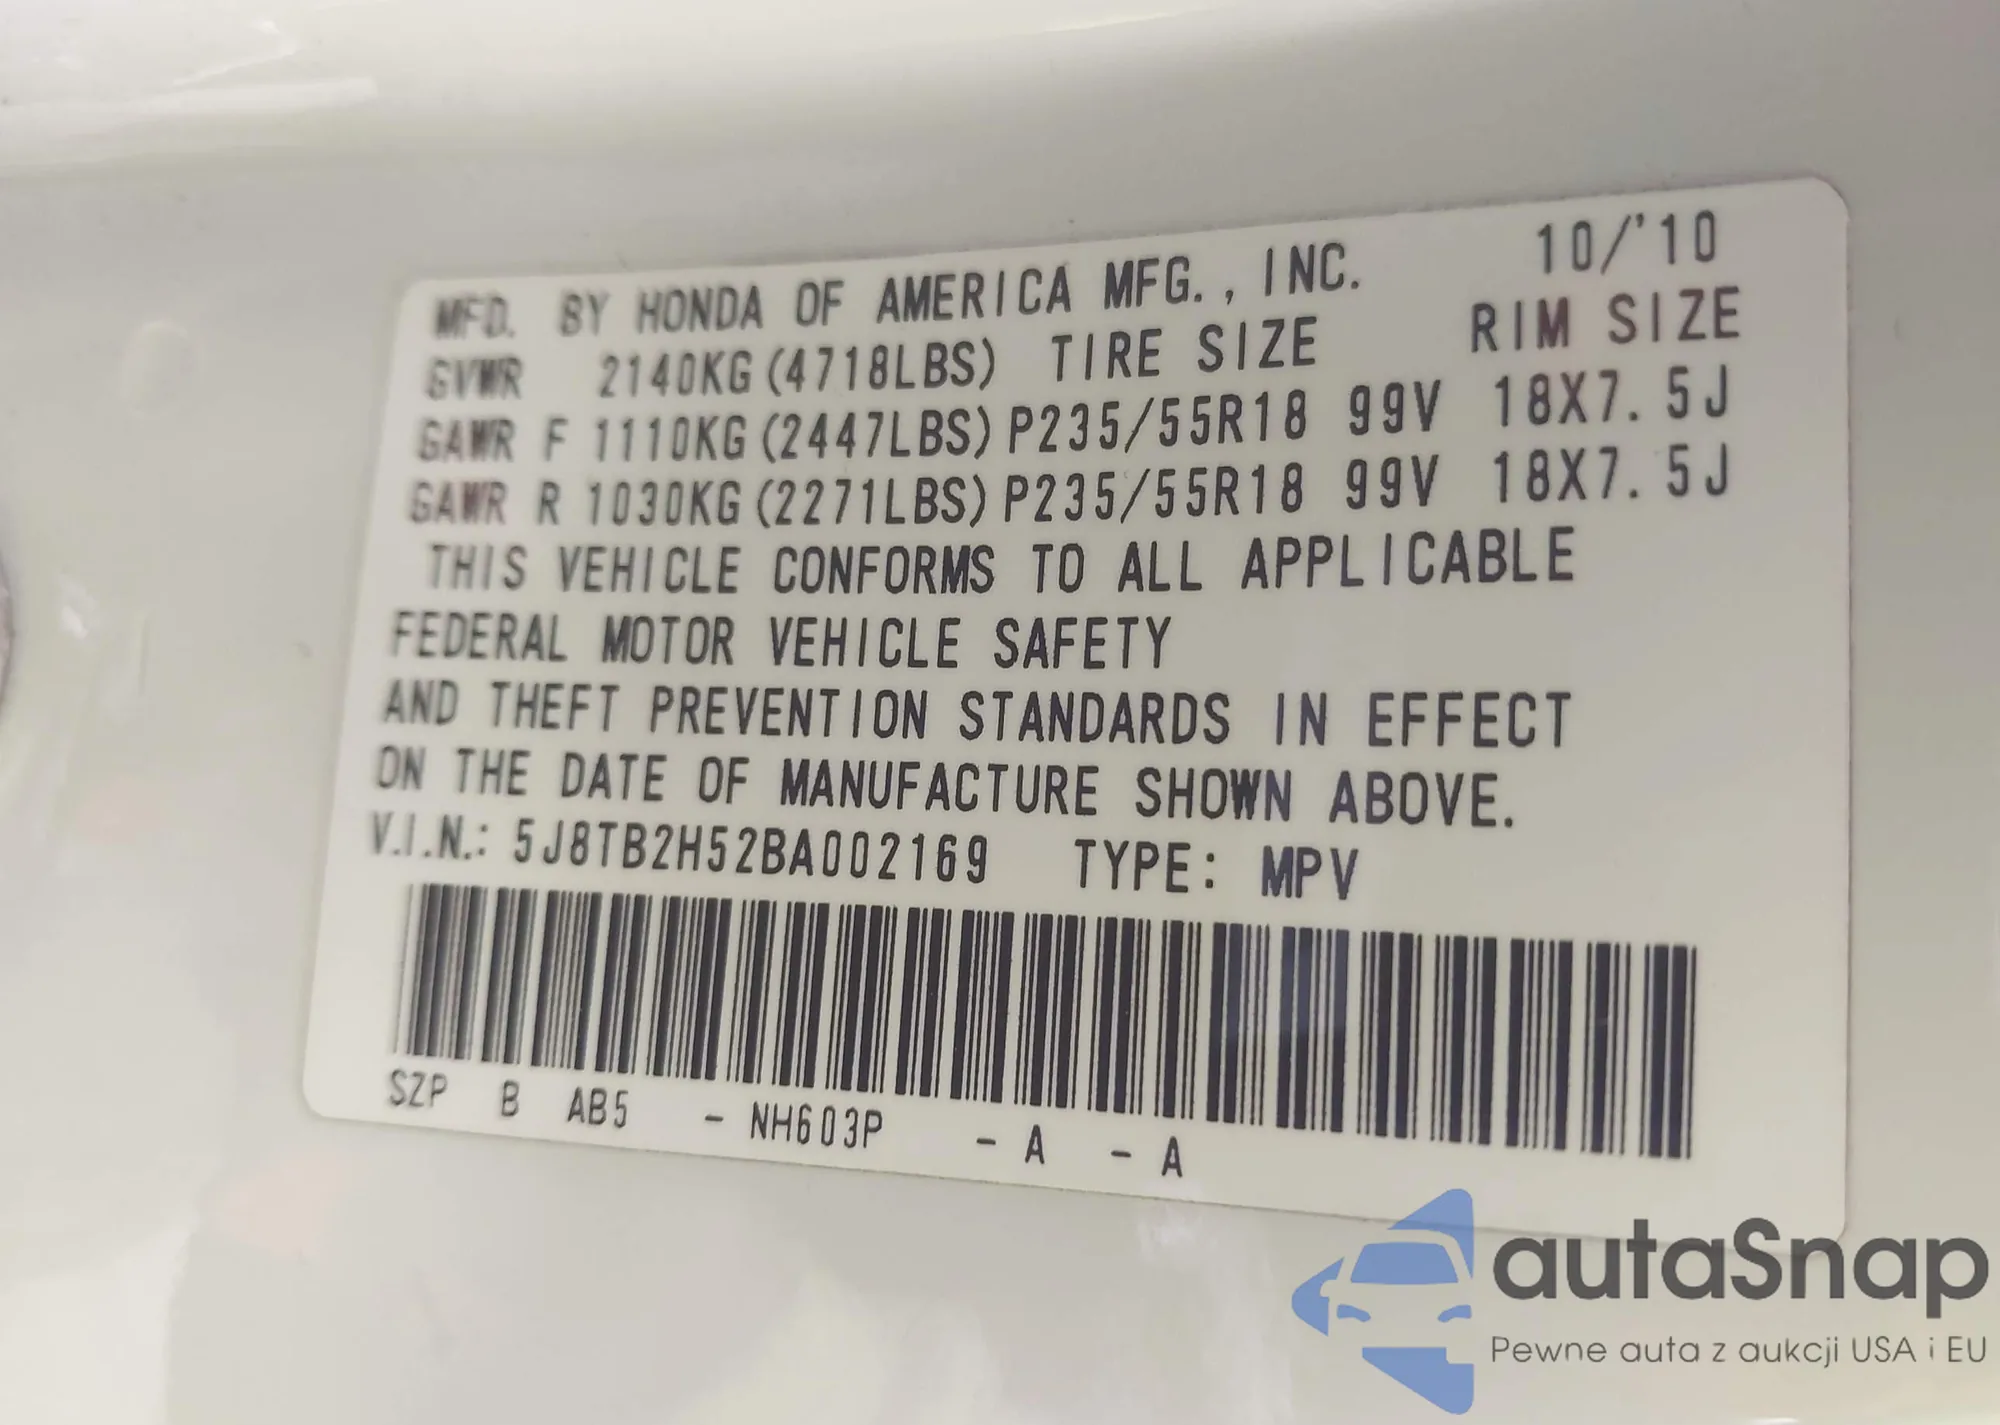 MFD. BY HONDA OF AMERICA MFG., INC. 10/'10
GVWR 2140KG(4718LBS) TIRE SIZE RIM SIZE
GAWR F 1110KG(2447LBS)P235/55R18 99V 18X7.5J
GAWR R 1030KG(2271LBS)P235/55R18 99V 18X7.5J
THIS VEHICLE CONFORMS TO ALL APPLICABLE
FEDERAL MOTOR VEHICLE SAFETY
AND THEFT PREVENTION STANDARDS IN EFFECT
ON THE DATE OF MANUFACTURE SHOWN ABOVE.
V.I.N.: 5J8TB2H52BA002169 TYPE: MPV
SZP B AB5 - NH603P - A - A
autaSnap
Pewne auta z aukcji USA i EU